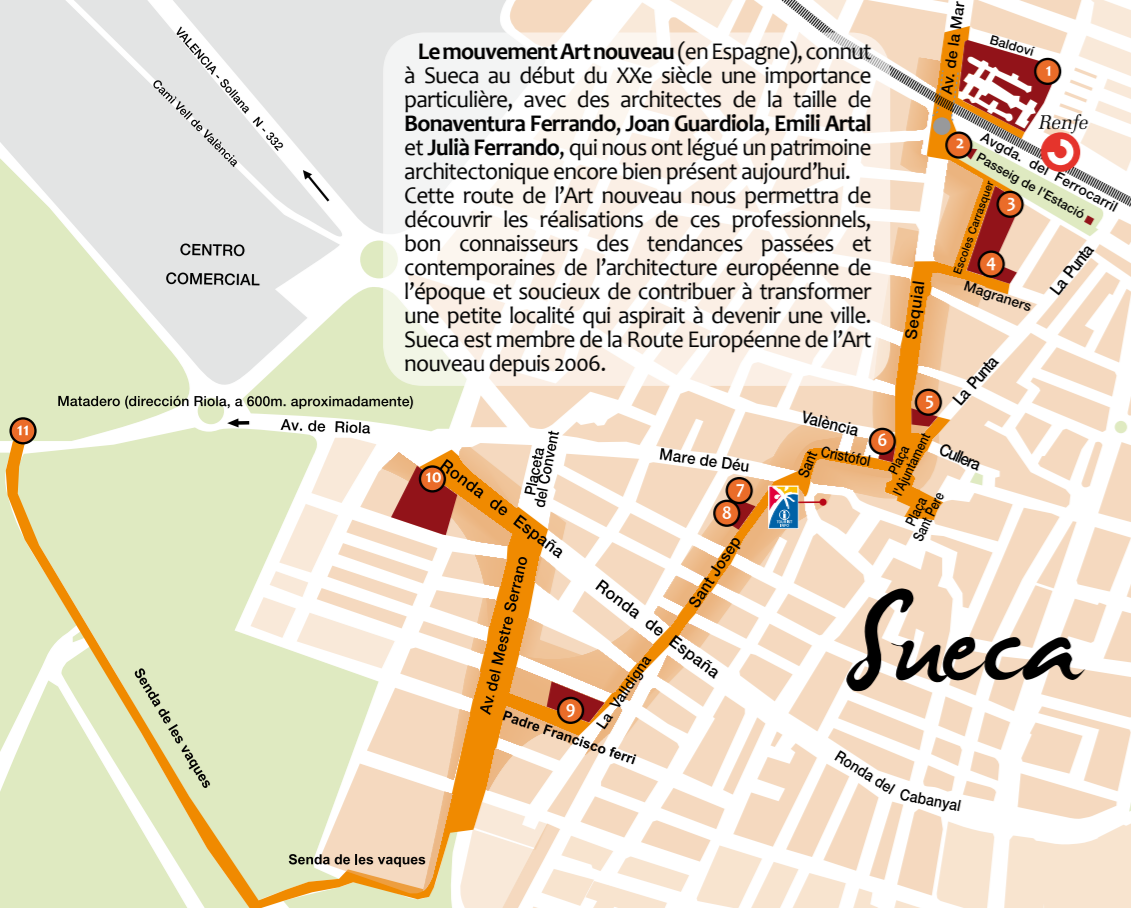 Le mouvement Art nouveau (en Espagne), connut
à Sueca au début du XXe siècle une importance
particulière, avec des architectes de la taille de
Bonaventura Ferrando, Joan Guardiola, Emili Artal
et Julià Ferrando, qui nous ont légué un patrimoine
architectonique encore bien présent aujourd’hui.
Cette route de l’Art nouveau nous permettra de
découvrir les réalisations de ces professionnels,
bon connaisseurs des tendances passées et
contemporaines de l’architecture européenne de
l’époque et soucieux de contribuer à transformer
une petite localité qui aspirait à devenir une ville.
Sueca est membre de la Route Européenne de l’Art
nouveau depuis 2006.
VALENCIA - Sollana N - 332
Camí Vell de València
CENTRO
COMERCIAL
Av. de la Mar
Baldoví
1
Renfe
2
Avgda. del Ferrocarril
Passeig de l'Estació
3
Escoles Carrasquer
4
Magraners
La Punta
Sequial
La Punta
5
València
6
Cullera
Sant Cristófol
Plaça
l'Ajuntament
Plaça
Sant Pere
Matadero (dirección Riola, a 600m. aproximadamente)
11
Av. de Riola
Mare de Déu
7
8
TOURIST
INFO
Placeta
del Convent
10
Ronda de España
Sant Josep
Ronda de España
Av. del Mestre Serrano
La Valldigna
9
Padre Francisco ferri
Sueca
Ronda del Cabanyal
Senda de les vaques
Senda de les vaques